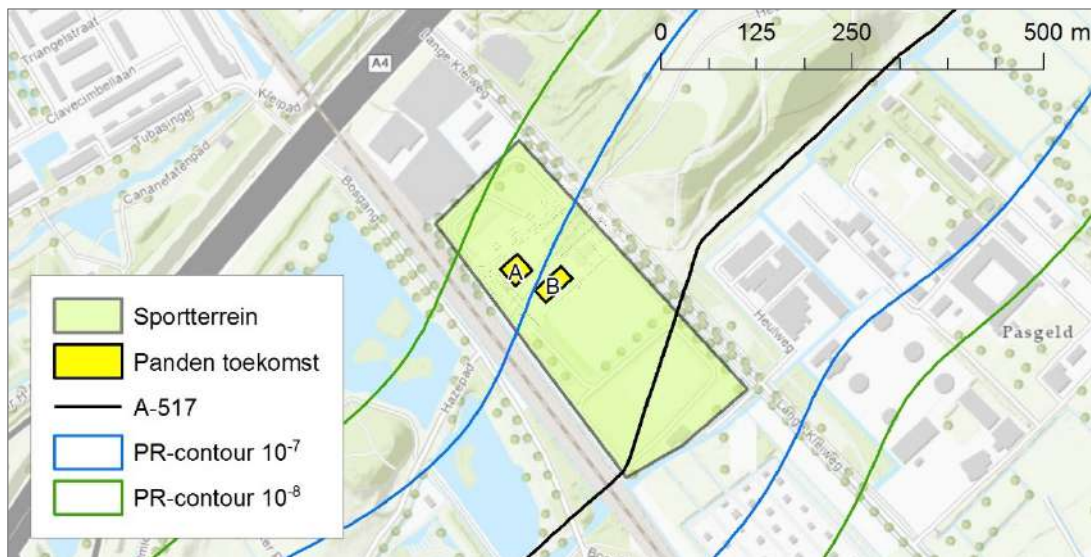 0 125 250 500 m
Triangelstraat
Clavecimbellaan
Tubasingel
Kleipad
A4
Lange Kleiweg
Cananefatenpad
Bosgang
A
B
Hazepad
Heulweg
Pasgeld
Lange Kleiweg
Sportterrein
Panden toekomst
A-517
PR-contour 10⁻⁷
PR-contour 10⁻⁸